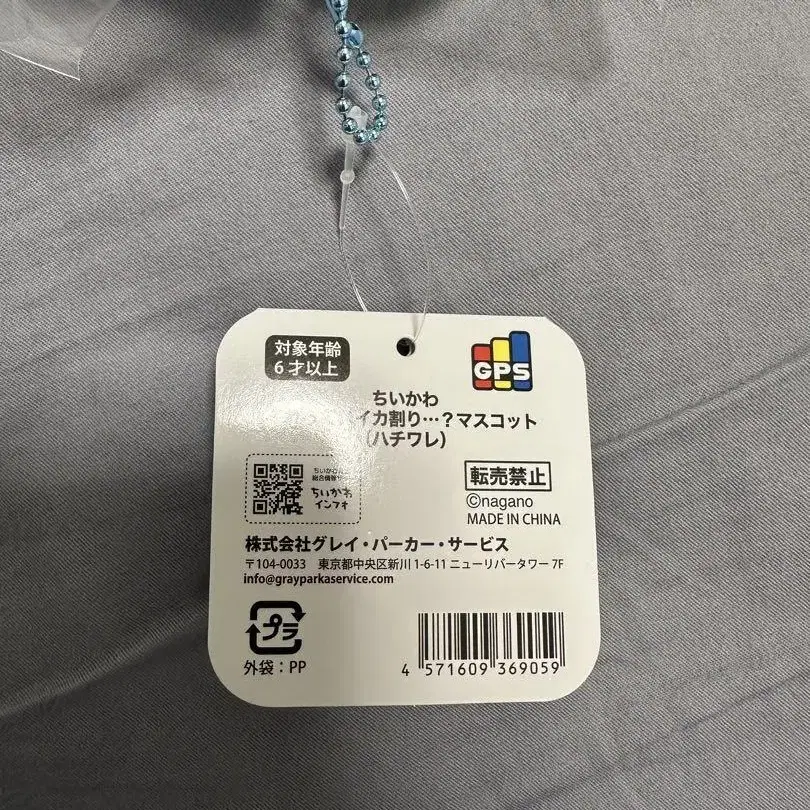 対象年齢
6才以上
GPS
ちいかわ
イカ割り…？マスコット
（ハチワレ）
ちいかわ
インフォ
転売禁止
©nagano
MADE IN CHINA
株式会社グレイ・パーカー・サービス
〒104-0033　東京都中央区新川1-6-11 ニューリバータワー 7F
info@grayparkaservice.com
プラ
外袋：PP
4 571609 369059